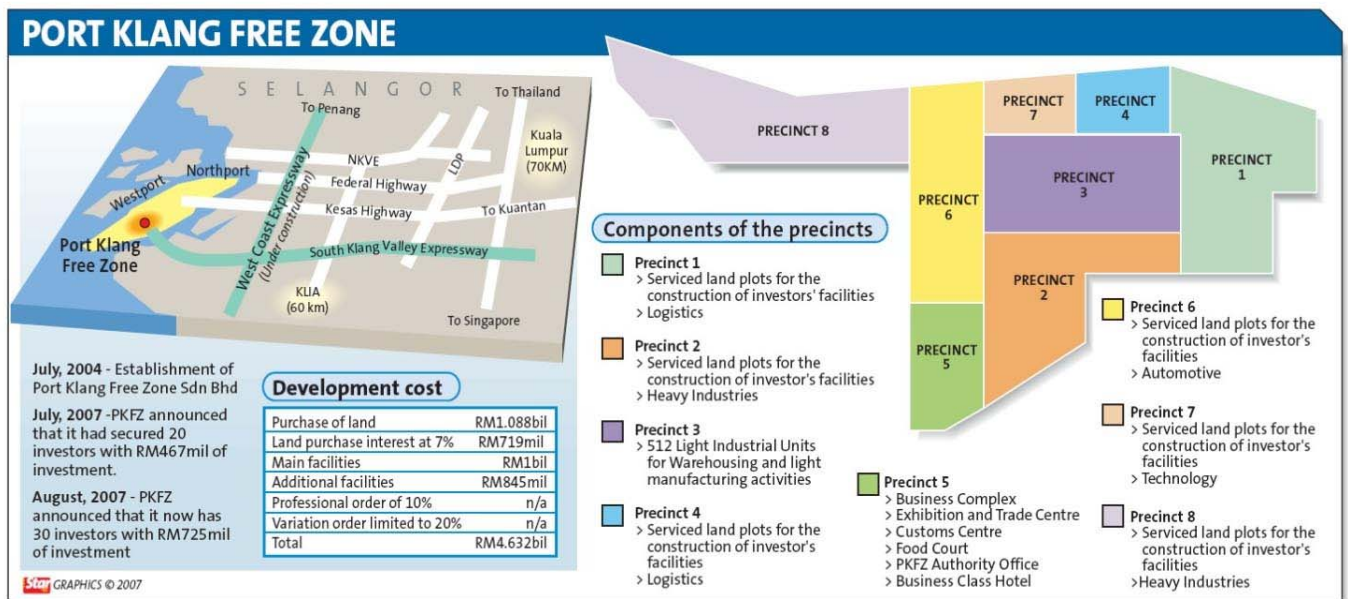 PORT KLANG FREE ZONE
SELANGOR
To Penang
To Thailand
Kuala
Lumpur
(70KM)
NKVE
LDP
Northport
Westport
Federal Highway
Kesas Highway
To Kuantan
West Coast Expressway
(Under construction)
South Klang Valley Expressway
Port Klang
Free Zone
KLIA
(60 km)
To Singapore
July, 2004 - Establishment of
Port Klang Free Zone Sdn Bhd
July, 2007 -PKFZ announced
that it had secured 20
investors with RM467mil of
investment.
August, 2007 - PKFZ
announced that it now has
30 investors with RM725mil
of investment
Development cost
Purchase of land RM1.088bil
Land purchase interest at 7% RM719mil
Main facilities RM1bil
Additional facilities RM845mil
Professional order of 10% n/a
Variation order limited to 20% n/a
Total RM4.632bil
PRECINCT 8
PRECINCT
6
PRECINCT
7
PRECINCT
4
PRECINCT
1
PRECINCT
3
PRECINCT
2
PRECINCT
5
Components of the precincts
Precinct 1
> Serviced land plots for the
construction of investors' facilities
> Logistics
Precinct 2
> Serviced land plots for the
construction of investor's facilities
> Heavy Industries
Precinct 3
> 512 Light Industrial Units
for Warehousing and light
manufacturing activities
Precinct 4
> Serviced land plots for the
construction of investor's
facilities
> Logistics
Precinct 5
> Business Complex
> Exhibition and Trade Centre
> Customs Centre
> Food Court
> PKFZ Authority Office
> Business Class Hotel
Precinct 6
> Serviced land plots for the
construction of investor's
facilities
> Automotive
Precinct 7
> Serviced land plots for the
construction of investor's
facilities
> Technology
Precinct 8
> Serviced land plots for the
construction of investor's
facilities
>Heavy Industries
Star GRAPHICS © 2007